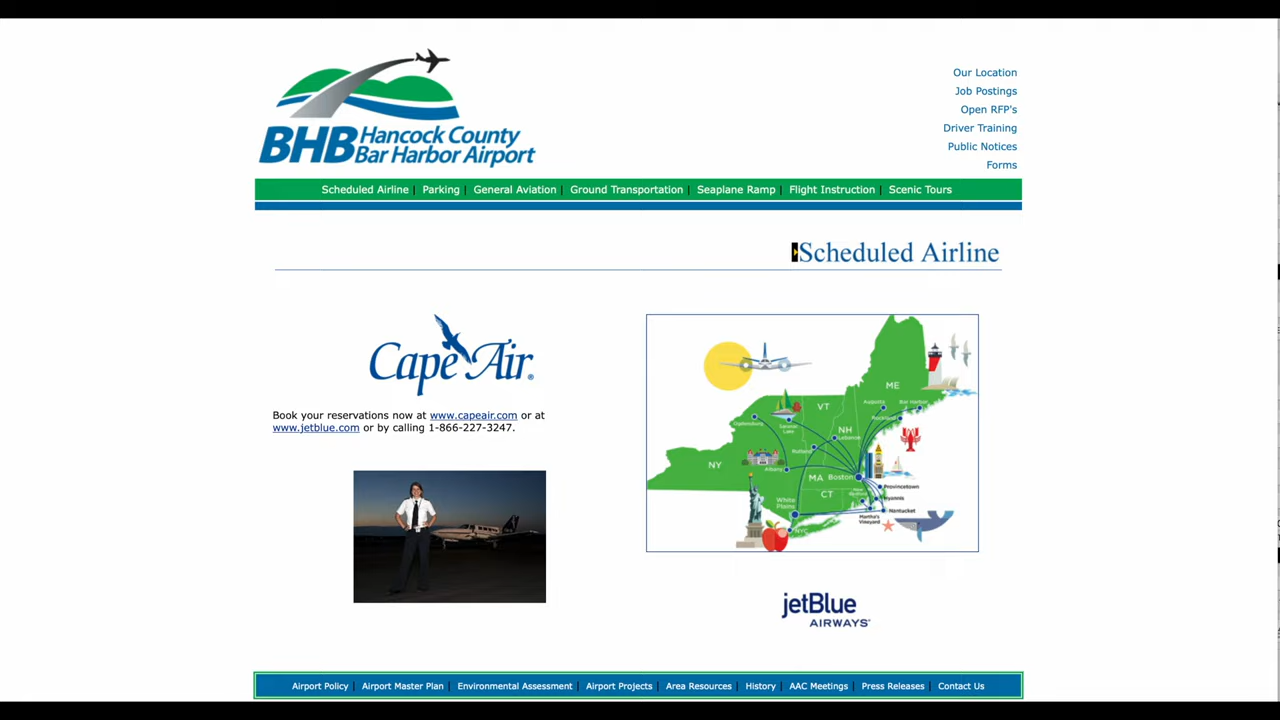 BHB Hancock County
Bar Harbor Airport
Our Location
Job Postings
Open RFP's
Driver Training
Public Notices
Forms
Scheduled Airline | Parking | General Aviation | Ground Transportation | Seaplane Ramp | Flight Instruction | Scenic Tours
Scheduled Airline
Cape Air®
Book your reservations now at www.capeair.com or at
www.jetblue.com or by calling 1-866-227-3247.
ME
VT
Augusta
Bar Harbor
Rockland
Ogdensburg
Saranac
Lake
NH
Lebanon
Rutland
NY
Albany
MA
Boston
CT
Provincetown
Hyannis
White
Plains
Nantucket
Martha's
Vineyard
NYC
jetBlue
AIRWAYS®
Airport Policy | Airport Master Plan | Environmental Assessment | Airport Projects | Area Resources | History | AAC Meetings | Press Releases | Contact Us